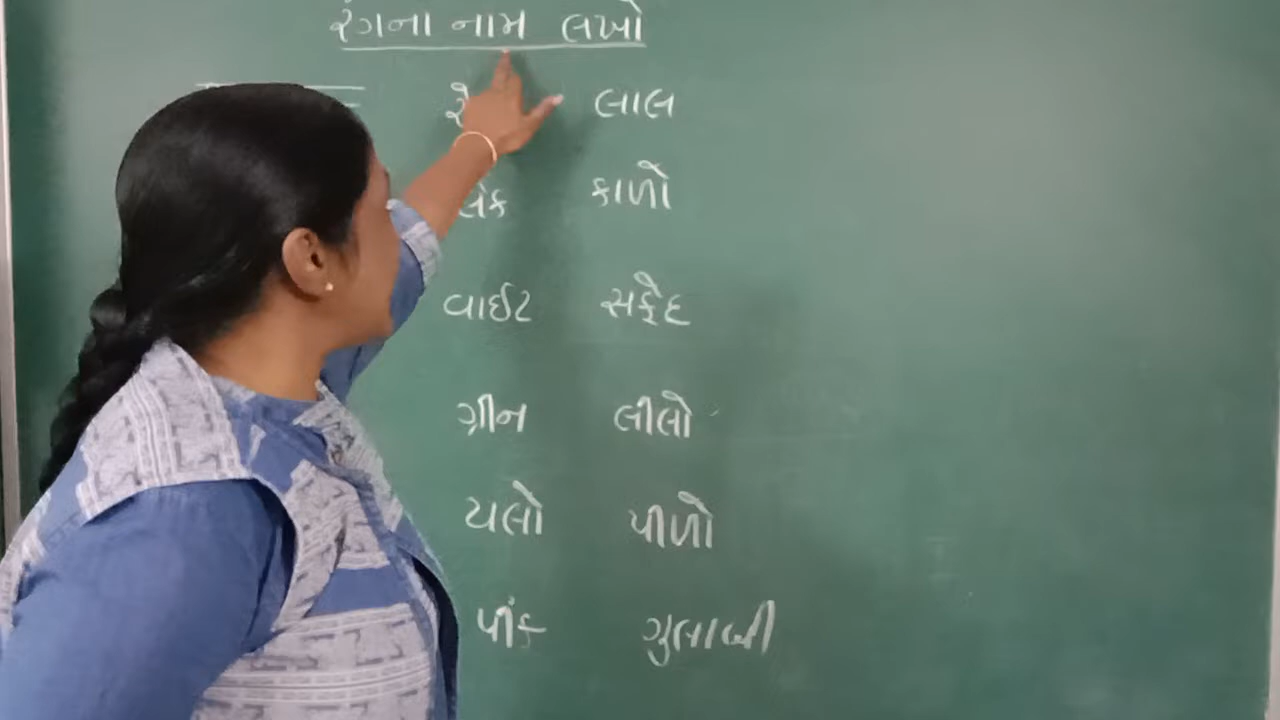 રંગના નામ લખો
લાલ
કાળો
વાઈટ સફેદ
ગ્રીન લીલો
યલો પીળો
પીંક ગુલાબી